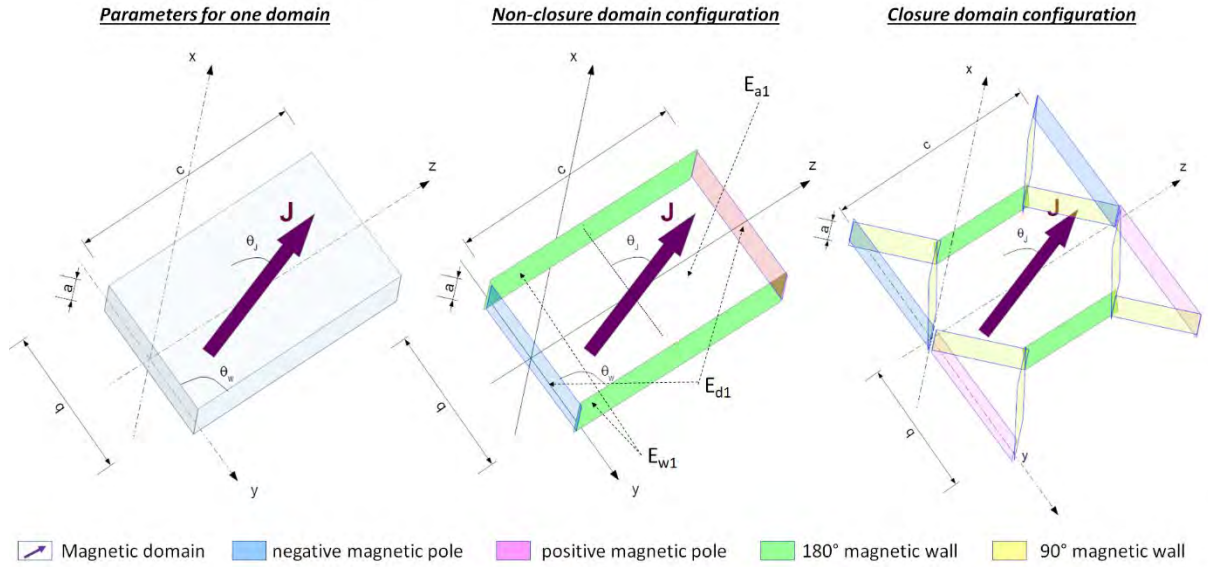 Parameters for one domain
Non-closure domain configuration
Closure domain configuration
x
c
z
J
θJ
a
θw
b
y
x
Ea1
c
z
J
θJ
a
θw
Ed1
b
Ew1
y
x
c
z
J
θJ
a
b
y
Magnetic domain
negative magnetic pole
positive magnetic pole
180° magnetic wall
90° magnetic wall